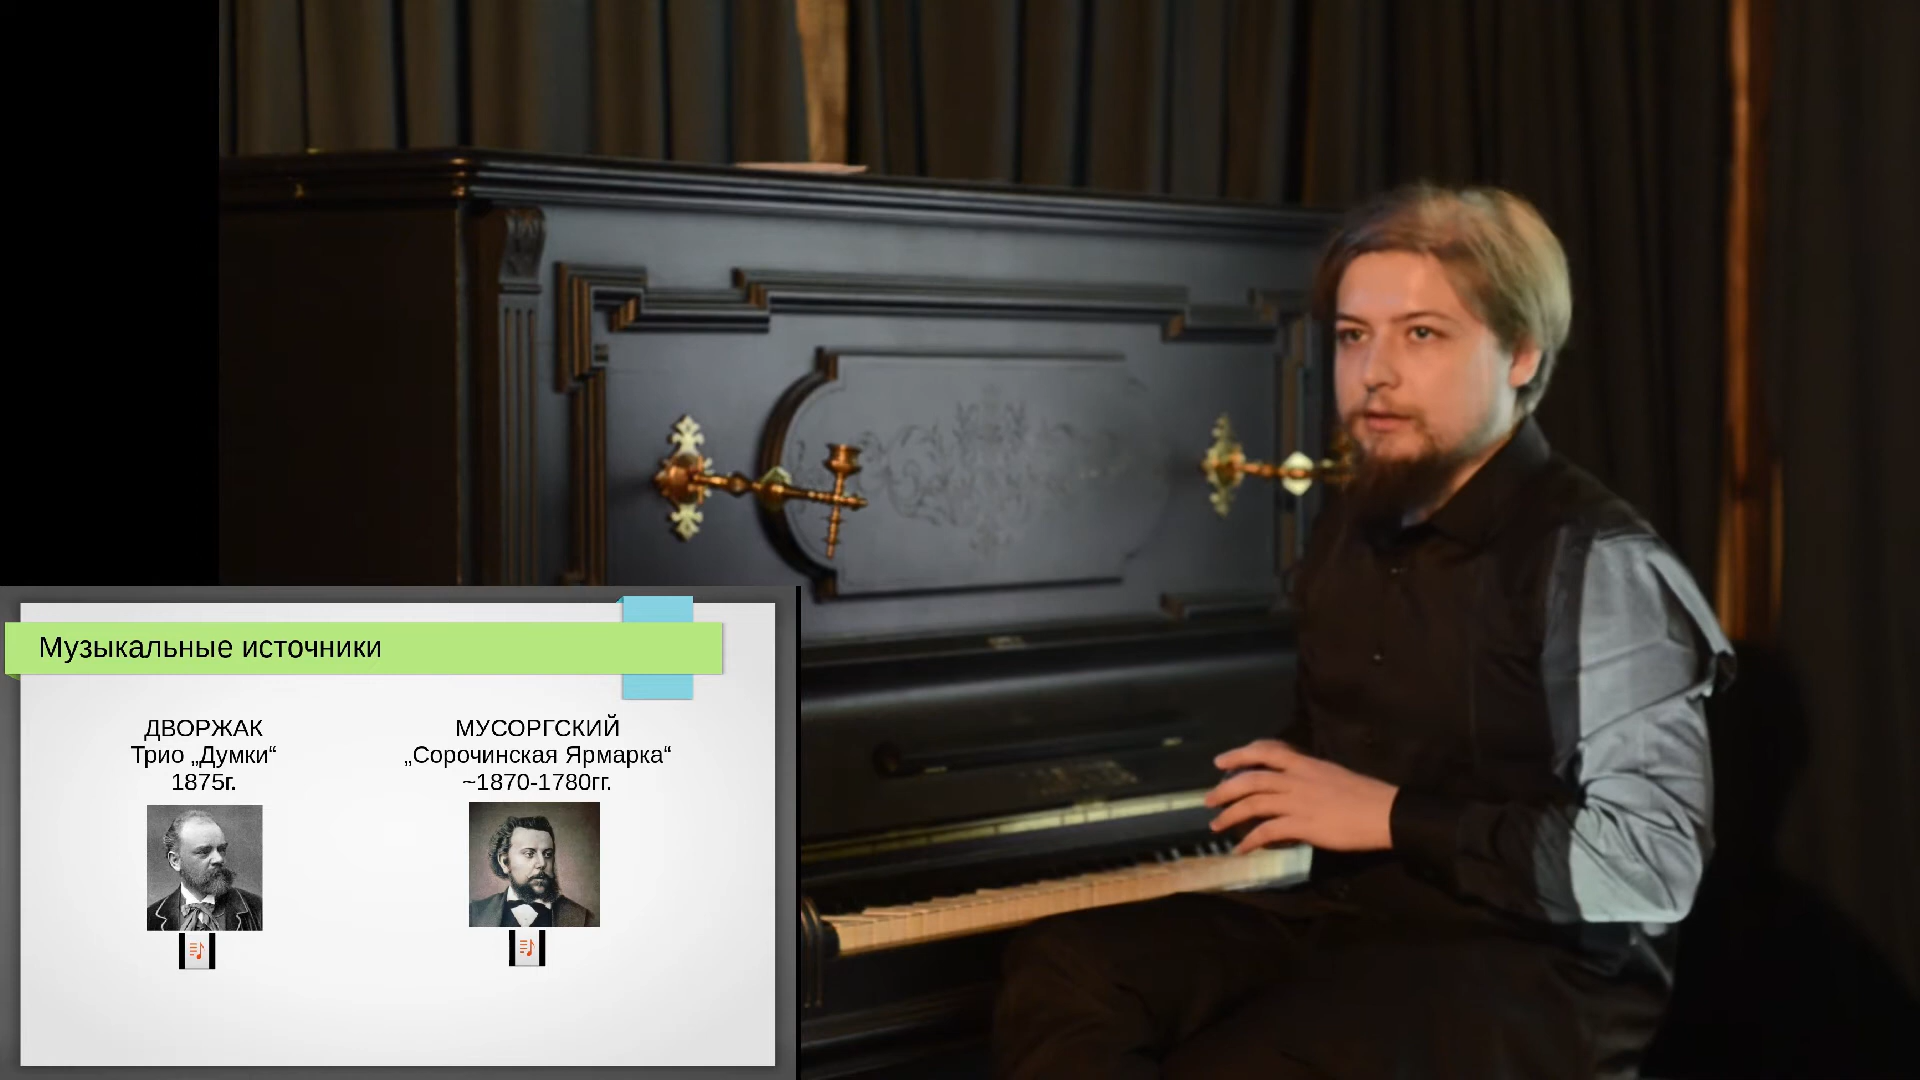 Музыкальные источники
ДВОРЖАК
Трио „Думки“
1875г.
МУСОРГСКИЙ
„Сорочинская Ярмарка“
~1870-1780гг.